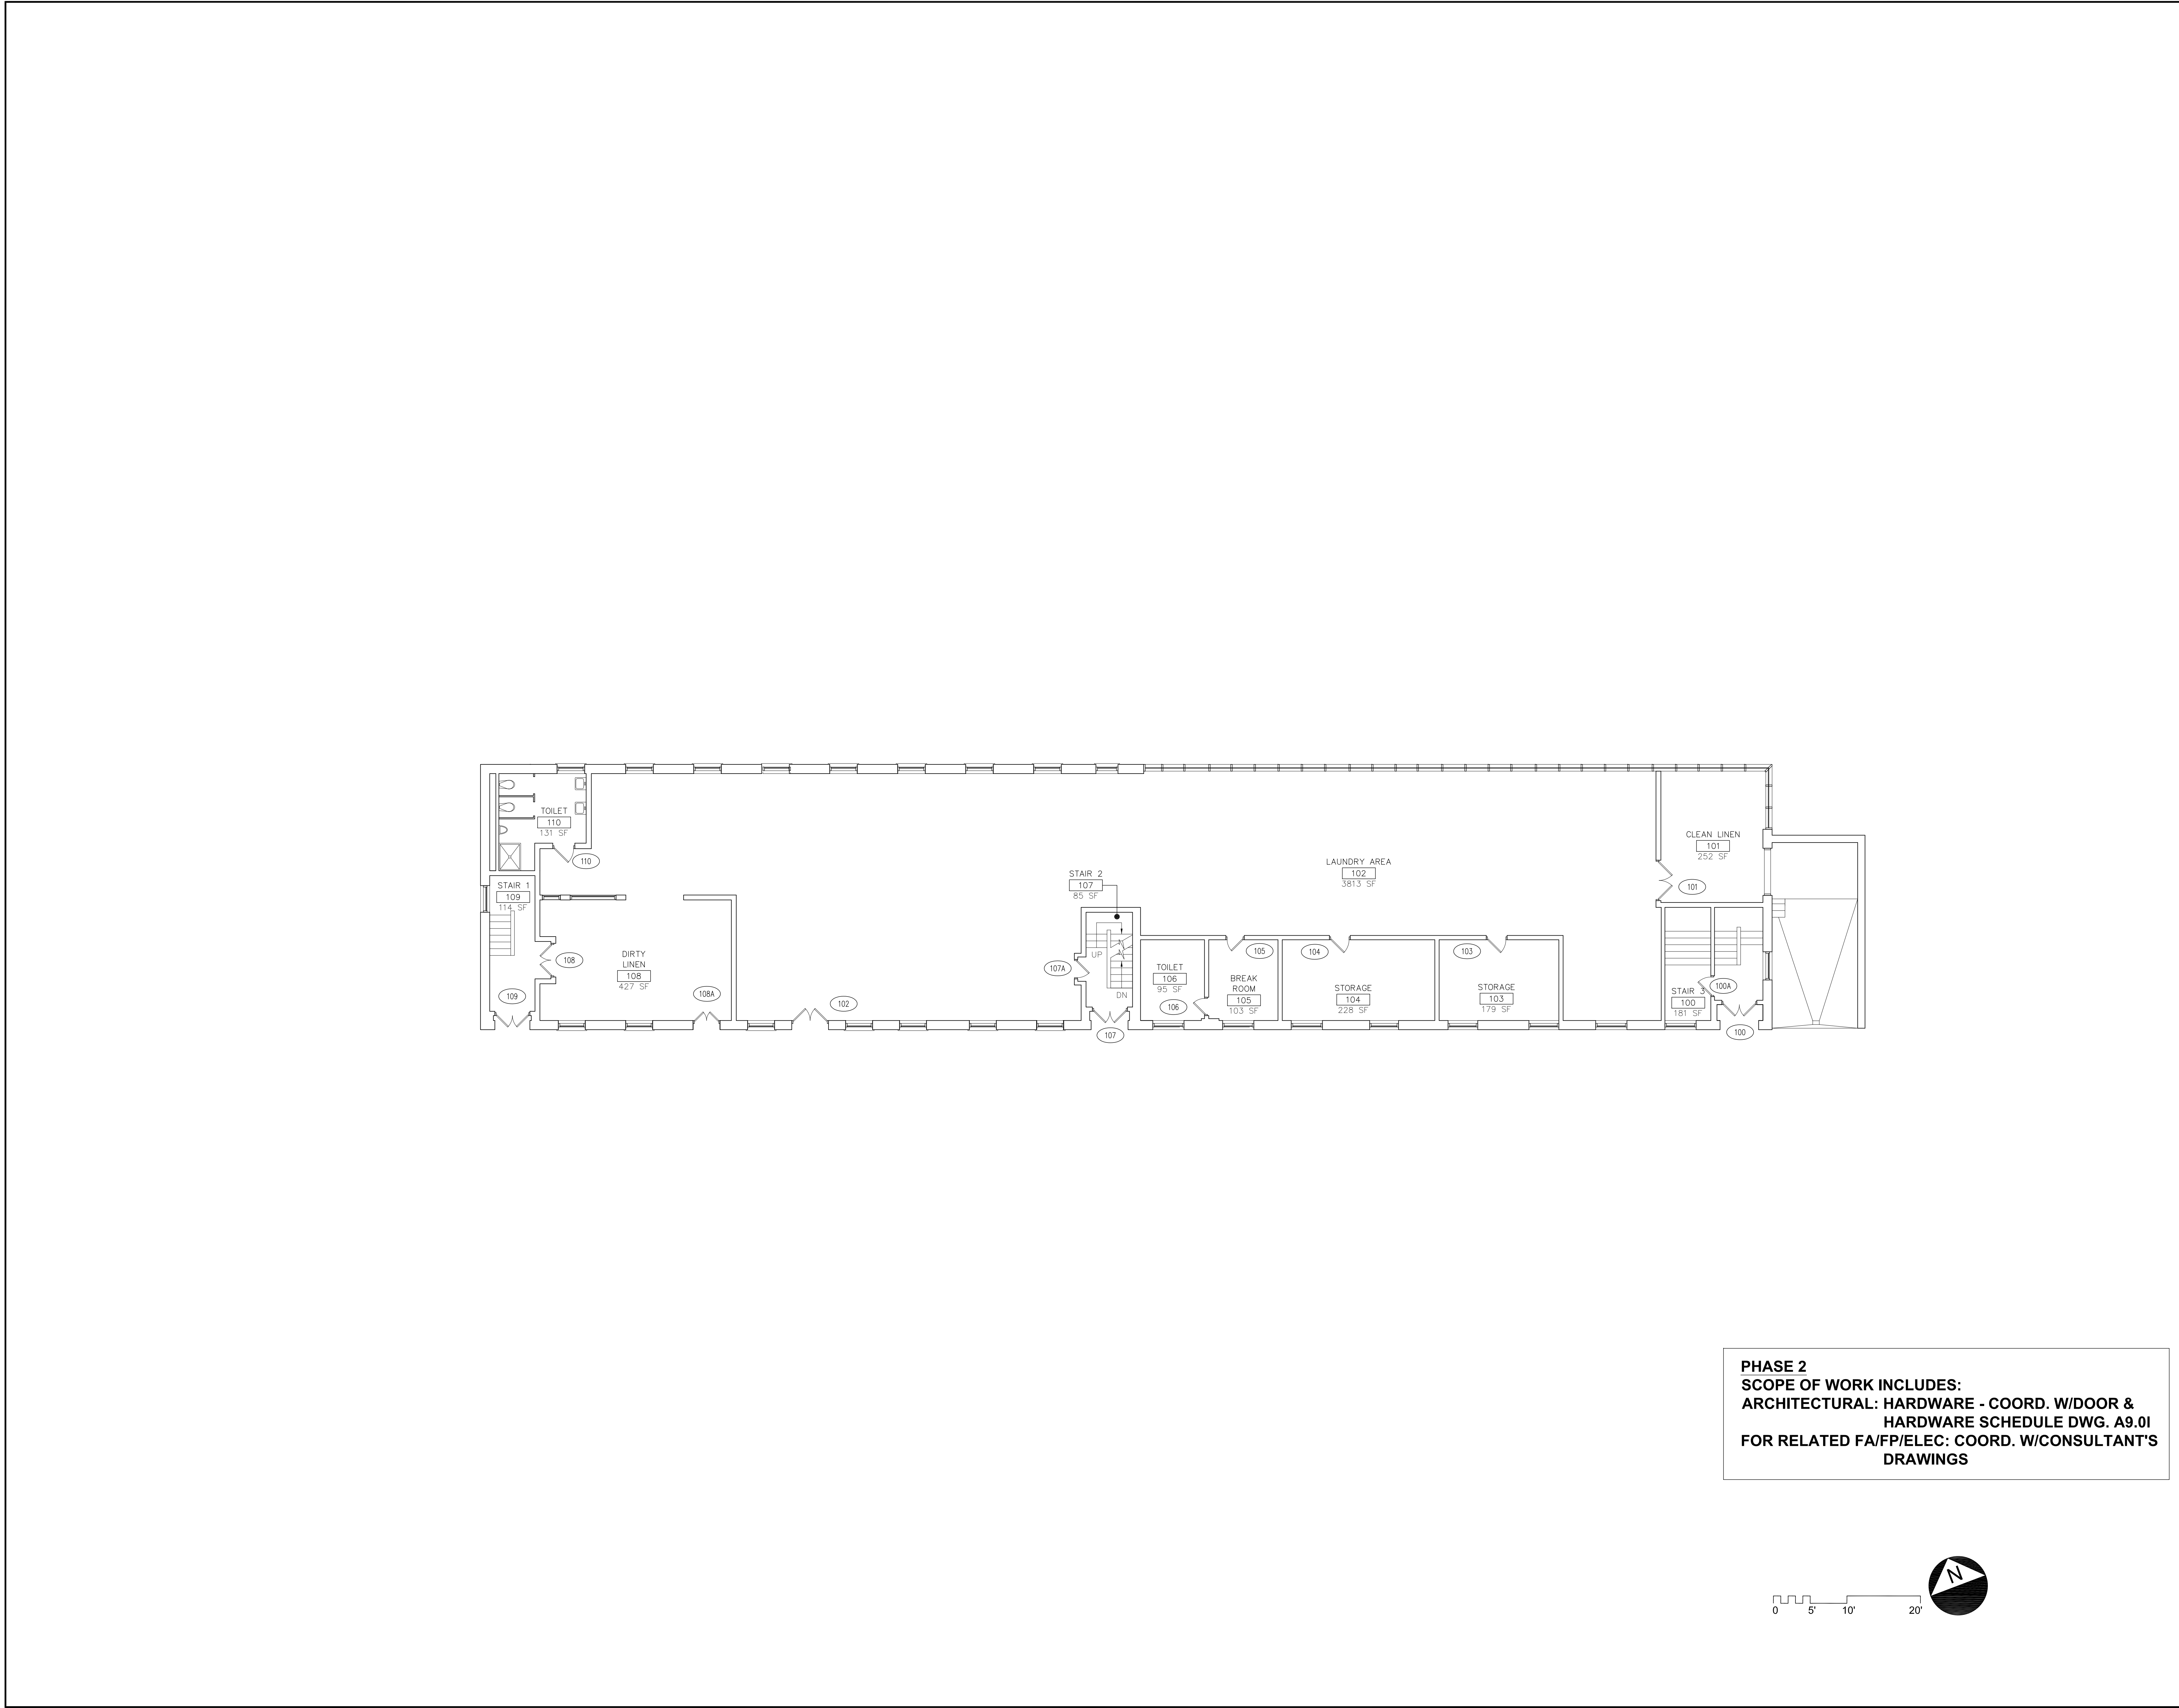 TOILET
110
131 SF
110
STAIR 1
109
114 SF
109
108
DIRTY
LINEN
108
427 SF
108A
102
STAIR 2
107
85 SF
UP
DN
107A
107
LAUNDRY AREA
102
3813 SF
TOILET
106
95 SF
106
105
BREAK
ROOM
105
103 SF
104
STORAGE
104
228 SF
103
STORAGE
103
179 SF
CLEAN LINEN
101
252 SF
101
STAIR 3
100
181 SF
100A
100
PHASE 2
SCOPE OF WORK INCLUDES:
ARCHITECTURAL: HARDWARE - COORD. W/DOOR &
HARDWARE SCHEDULE DWG. A9.0I
FOR RELATED FA/FP/ELEC: COORD. W/CONSULTANT'S
DRAWINGS
N
0 5' 10' 20'